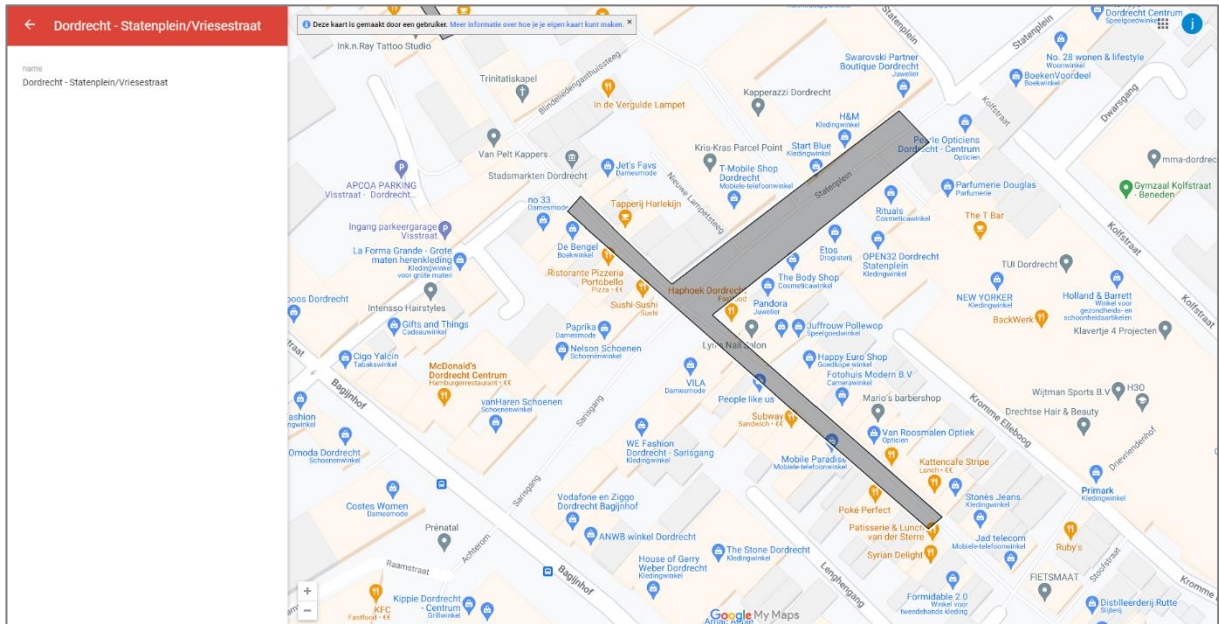 Dordrecht - Statenplein/Vriesestraat
name
Dordrecht - Statenplein/Vriesestraat
Deze kaart is gemaakt door een gebruiker. Meer informatie over hoe je je eigen kaart kunt maken.
j
Dordrecht Centrum
Speelgoedwinkel
Ink.n.Ray Tattoo Studio
Statenplein
Statenplein
Swarovski Partner
Boutique Dordrecht
Juwelier
No. 28 wonen & lifestyle
Woonwinkel
BoekenVoordeel
Boekwinkel
Trinitatiskapel
Blindeliedengasthuissteeg
In de Vergulde Lampet
Kapperazzi Dordrecht
Kolfstraat
Dwarsgang
H&M
Kledingwinkel
Van Pelt Kappers
Kris-Kras Parcel Point
Start Blue
Kledingwinkel
Pearle Opticiens
Dordrecht - Centrum
Opticien
mma-dordrec
Stadsmarkten Dordrecht
Jet's Favs
Damesmode
T-Mobile Shop
Dordrecht
Mobiele-telefoonwinkel
Nieuwe Lampetsteeg
Statenplein
APCOA PARKING
Visstraat - Dordrecht...
Parfumerie Douglas
Parfumerie
Gymzaal Kolfstraat
- Beneden
no 33
Damesmode
Tapperij Harlekijn
Rituals
Cosmeticawinkel
The T Bar
Ingang parkeergarage
Visstraat
Kolfstraat
La Forma Grande - Grote
maten herenkleding
Kledingwinkel
voor grote maten
De Bengel
Boekwinkel
Etos
Drogisterij
OPEN32 Dordrecht
Statenplein
Kledingwinkel
TUI Dordrecht
Ristorante Pizzeria
Portobello
Pizza • €€
The Body Shop
Cosmeticawinkel
Haphoek Dordrecht
Fastfood
poos Dordrecht
Intensso Hairstyles
Sushi-Sushi
Sushi
Pandora
Juwelier
NEW YORKER
Kledingwinkel
Holland & Barrett
Winkel voor
gezondheids- en
schoonheidsartikelen
Kolfstraat
BackWerk
Gifts and Things
Cadeauwinkel
Paprika
Damesmode
Juffrouw Pollewop
Speelgoedwinkel
Klavertje 4 Projecten
Lynn Nail Salon
Nelson Schoenen
Schoenenwinkel
Cigo Yalcin
Tabakswinkel
Happy Euro Shop
Goedkope winkel
McDonald's
Dordrecht Centrum
Hamburgerrestaurant • €€
Fotohuis Modern B.V
Camerawinkel
VILA
Damesmode
Bagijnhof
People like us
Mario's barbershop
Wijtman Sports B.V
H30
vanHaren Schoenen
Schoenenwinkel
Sarisgang
Subway
Sandwich • €€
Drechtse Hair & Beauty
Kromme Elleboog
Van Roosmalen Optiek
Opticien
Drievriendenhof
Omoda Dordrecht
Schoenenwinkel
WE Fashion
Dordrecht - Sarisgang
Kledingwinkel
Mobile Paradise
Mobiele-telefoonwinkel
Kattencafe Stripe
Lunch • €€
Primark
Kledingwinkel
Costes Women
Damesmode
Sarisgang
Vodafone en Ziggo
Dordrecht Bagijnhof
Stones Jeans
Kledingwinkel
Poké Perfect
Prénatal
Patisserie & Lunch
van der Sterre
Achterom
ANWB winkel Dordrecht
Jad telecom
Mobiele-telefoonwinkel
Ruby's
Syrian Delight
The Stone Dordrecht
Kledingwinkel
Raamstraat
House of Gerry
Weber Dordrecht
Kledingwinkel
Bagijnhof
Lenghengang
FIETSMAAT
Stoofstraat
Kromme
KFC
Fastfood • €€
Kippie Dordrecht
- Centrum
Grillwinkel
Formidable 2.0
Winkel voor
tweedehands kleding
Distilleerderij Rutte
Slijterij
Google My Maps